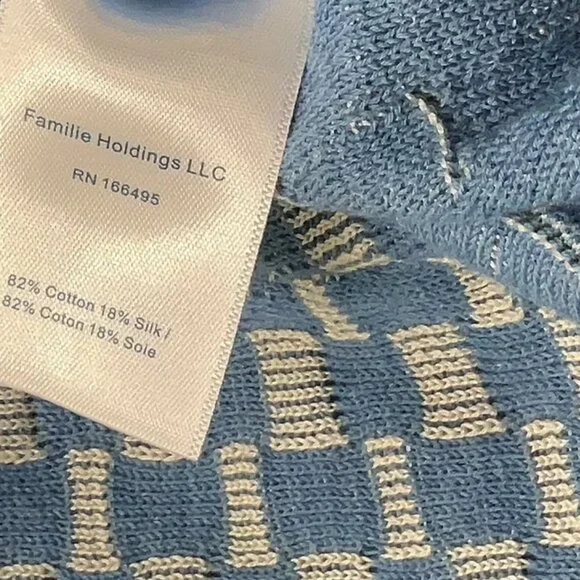 Familie Holdings LLC
RN 166495
82% Cotton 18% Silk /
82% Coton 18% Soie